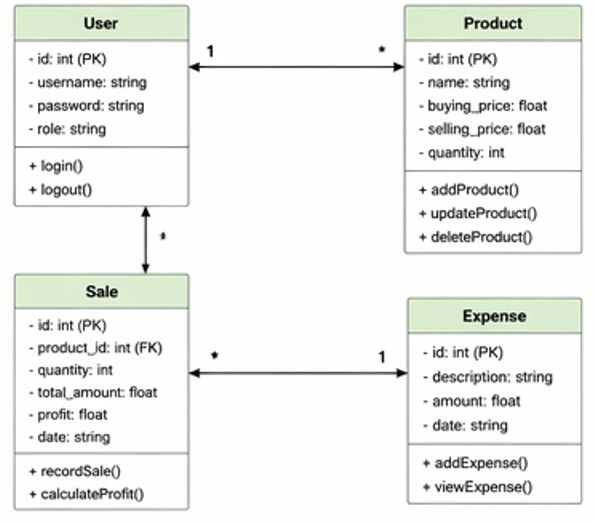 User
- id: int (PK)
- username: string
- password: string
- role: string
+ login()
+ logout()
1
*
Product
- id: int (PK)
- name: string
- buying_price: float
- selling_price: float
- quantity: int
+ addProduct()
+ updateProduct()
+ deleteProduct()
*
Sale
- id: int (PK)
- product_id: int (FK)
- quantity: int
- total_amount: float
- profit: float
- date: string
+ recordSale()
+ calculateProfit()
*
1
Expense
- id: int (PK)
- description: string
- amount: float
- date: string
+ addExpense()
+ viewExpense()